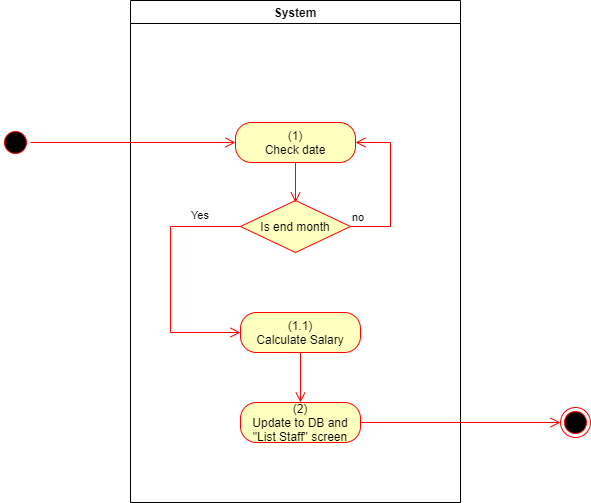 System
(1)
Check date
Is end month
Yes
no
(1.1)
Calculate Salary
(2)
Update to DB and
"List Staff" screen